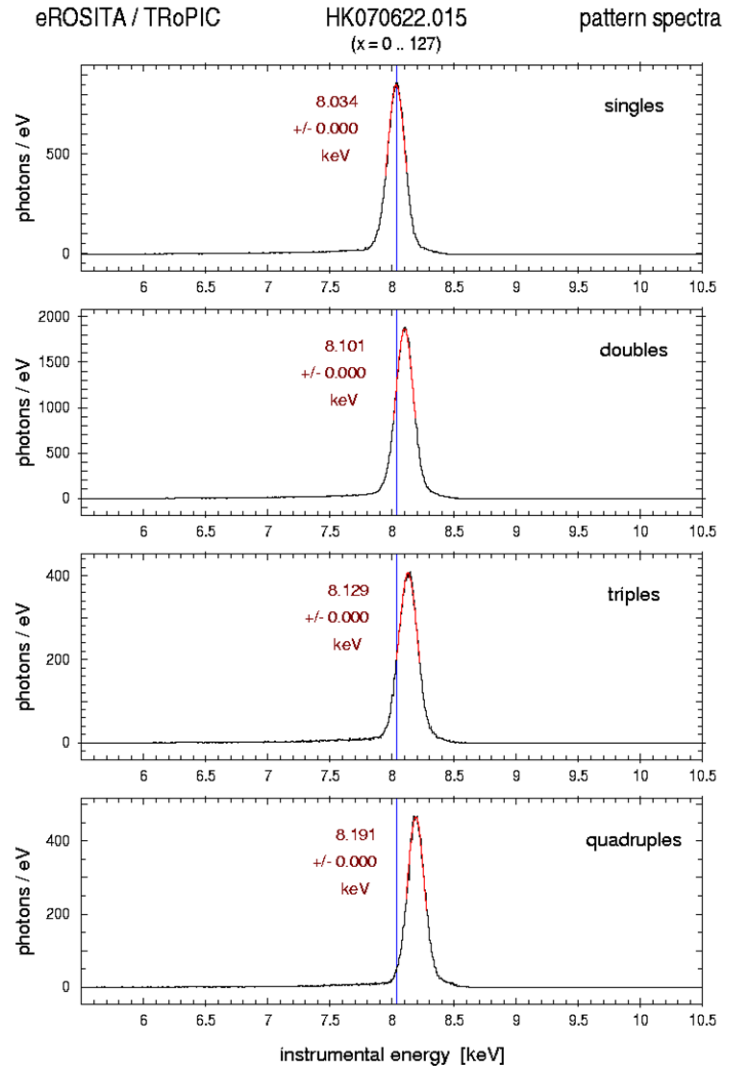 eROSITA / TRoPIC HK070622.015 pattern spectra
(x = 0 .. 127)
photons / eV
500
0
8.034
+/- 0.000
keV
singles
6 6.5 7 7.5 8 8.5 9 9.5 10 10.5
photons / eV
2000
1500
1000
500
0
8.101
+/- 0.000
keV
doubles
6 6.5 7 7.5 8 8.5 9 9.5 10 10.5
photons / eV
400
200
0
8.129
+/- 0.000
keV
triples
6 6.5 7 7.5 8 8.5 9 9.5 10 10.5
photons / eV
400
200
0
8.191
+/- 0.000
keV
quadruples
6 6.5 7 7.5 8 8.5 9 9.5 10 10.5
instrumental energy [keV]